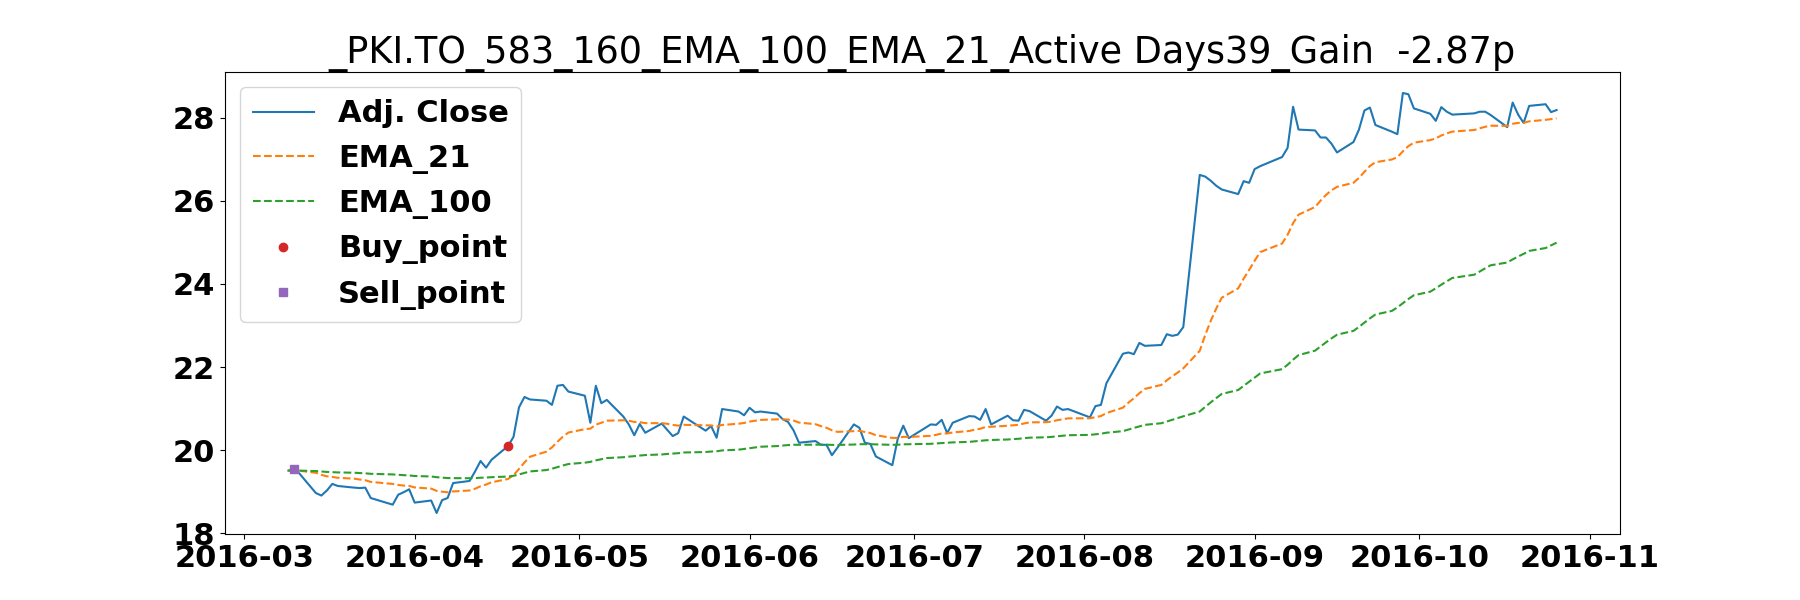 _PKI.TO_583_160_EMA_100_EMA_21_Active Days39_Gain  -2.87p
Adj. Close
EMA_21
EMA_100
Buy_point
Sell_point
28
26
24
22
20
18
2016-03 2016-04 2016-05 2016-06 2016-07 2016-08 2016-09 2016-10 2016-11